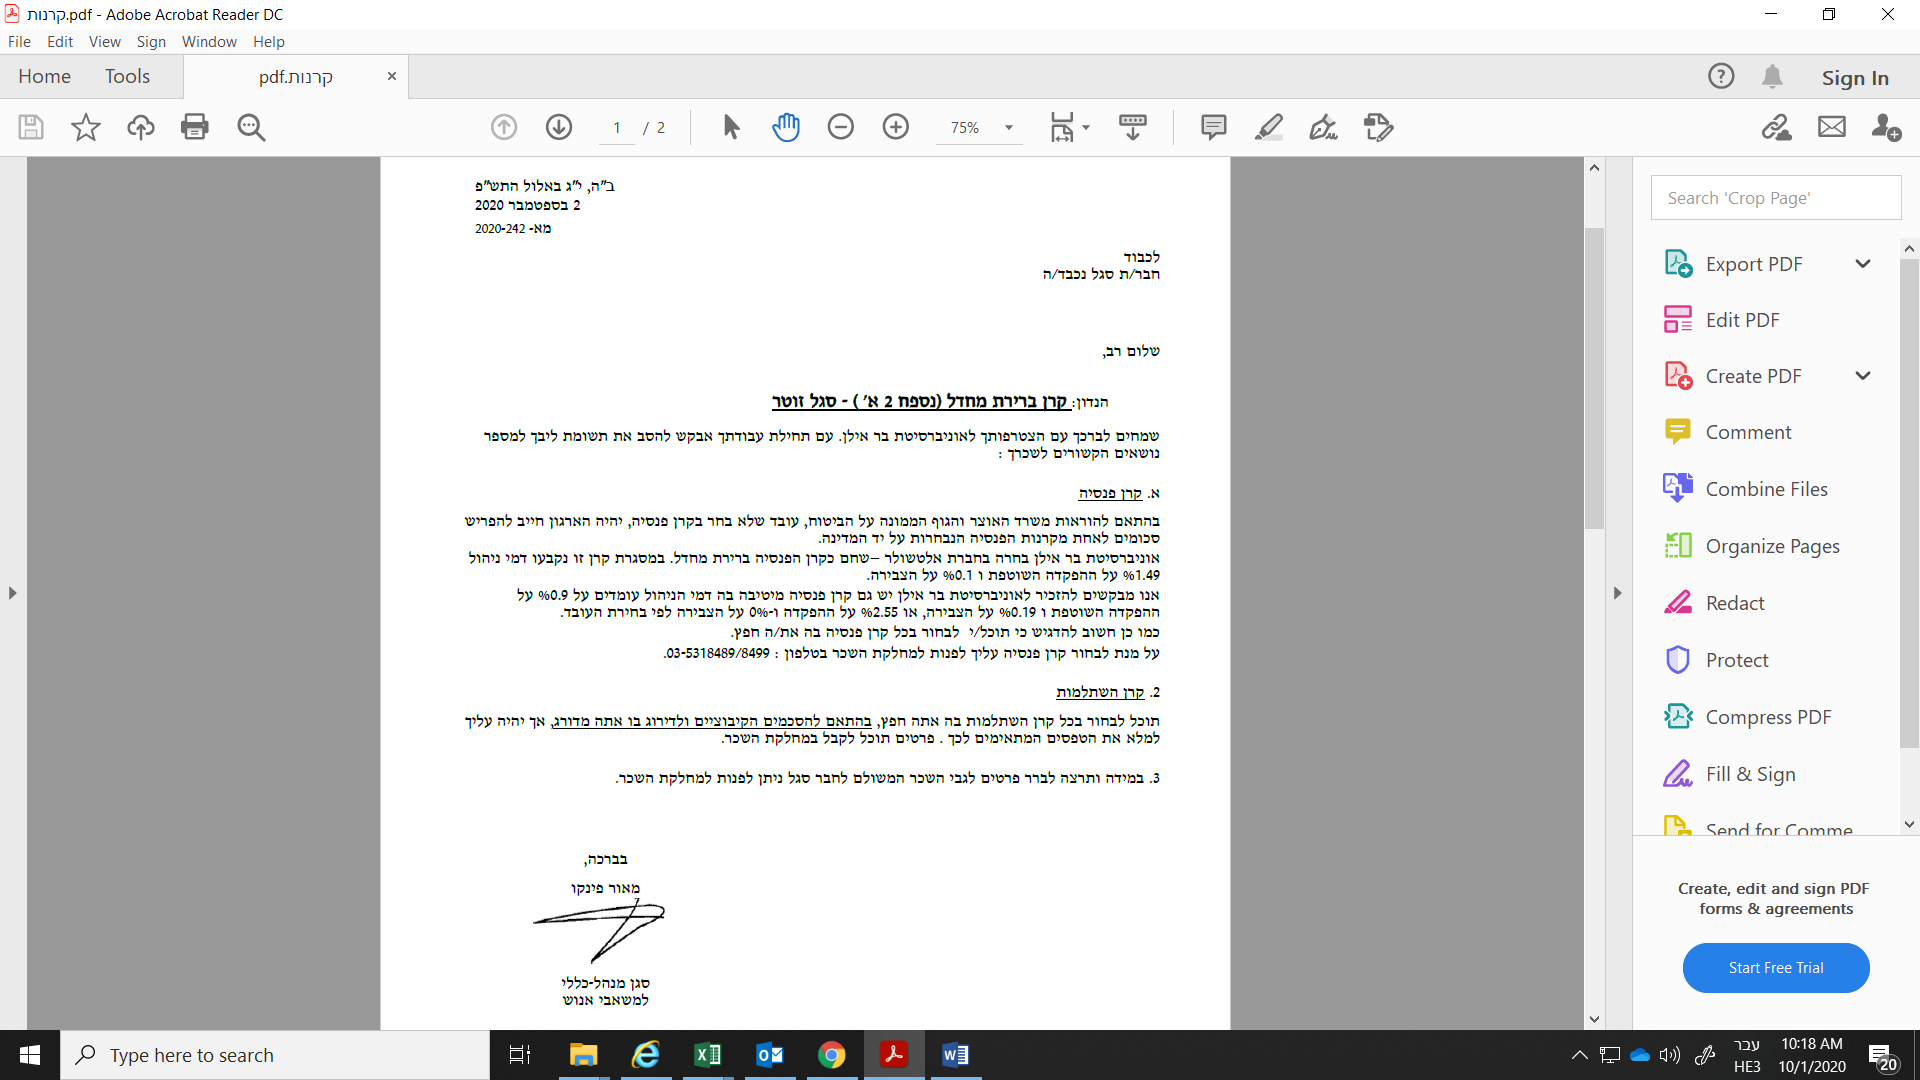 קרנות.pdf - Adobe Acrobat Reader DC
File Edit View Sign Window Help
Home Tools קרנות.pdf × Sign In
1 / 2 75%
ב"ה, י"ג באלול התש"פ
2 בספטמבר 2020
מא- 2020-242
לכבוד
חבר/ת סגל נכבד/ה
שלום רב,
הנדון: קרן ברירת מחדל (נספח 2 א' ) - סגל זוטר
שמחים לברכך עם הצטרפותך לאוניברסיטת בר אילן. עם תחילת עבודתך אבקש להסב את תשומת ליבך למספר
נושאים הקשורים לשכרך :
א. קרן פנסיה
בהתאם להוראות משרד האוצר והגוף הממונה על הביטוח, עובד שלא בחר בקרן פנסיה, יהיה הארגון חייב להפריש
סכומים לאחת מקרנות הפנסיה הנבחרות על יד המדינה.
אוניברסיטת בר אילן בחרה בחברת אלטשולר –שחם כקרן הפנסיה ברירת מחדל. במסגרת קרן זו נקבעו דמי ניהול
1.49% על ההפקדה השוטפת ו 0.1% על הצבירה.
אנו מבקשים להזכיר לאוניברסיטת בר אילן יש גם קרן פנסיה מיטיבה בה דמי הניהול עומדים על 0.9% על
ההפקדה השוטפת ו 0.19% על הצבירה, או 2.55% על ההפקדה ו-0% על הצבירה לפי בחירת העובד.
כמו כן חשוב להדגיש כי תוכל/י לבחור בכל קרן פנסיה בה את/ה חפץ.
על מנת לבחור קרן פנסיה עליך לפנות למחלקת השכר בטלפון : 03-5318489/8499.
2. קרן השתלמות
תוכל לבחור בכל קרן השתלמות בה אתה חפץ, בהתאם להסכמים הקיבוציים ולדירוג בו אתה מדורג, אך יהיה עליך
למלא את הטפסים המתאימים לכך . פרטים תוכל לקבל במחלקת השכר.
3. במידה ותרצה לברר פרטים לגבי השכר המשולם לחבר סגל ניתן לפנות למחלקת השכר.
בברכה,
מאור פינקו
סגן מנהל-כללי
למשאבי אנוש
Search 'Crop Page'
Export PDF
Edit PDF
Create PDF
Comment
Combine Files
Organize Pages
Redact
Protect
Compress PDF
Fill & Sign
Send for Comme
Create, edit and sign PDF
forms & agreements
Start Free Trial
Type here to search
עבר 10:18 AM
HE3 10/1/2020 20